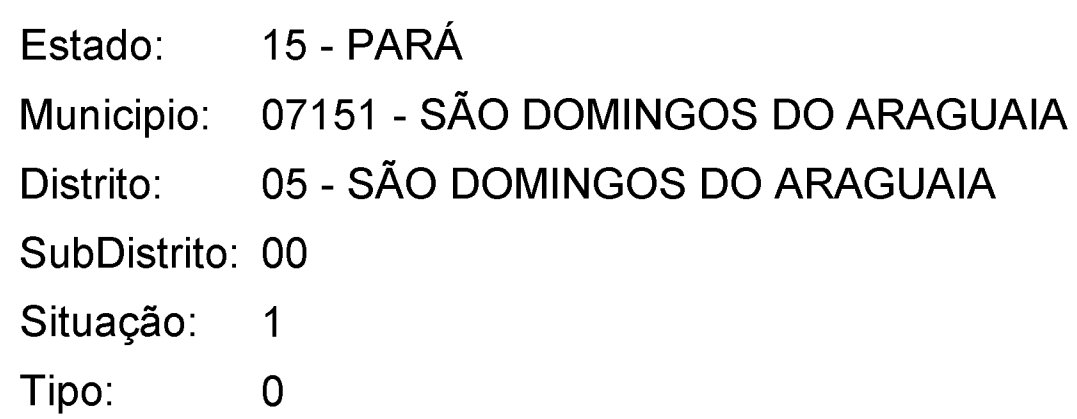 Estado: 15 - PARÁ
Municipio: 07151 - SÃO DOMINGOS DO ARAGUAIA
Distrito: 05 - SÃO DOMINGOS DO ARAGUAIA
SubDistrito: 00
Situação: 1
Tipo: 0